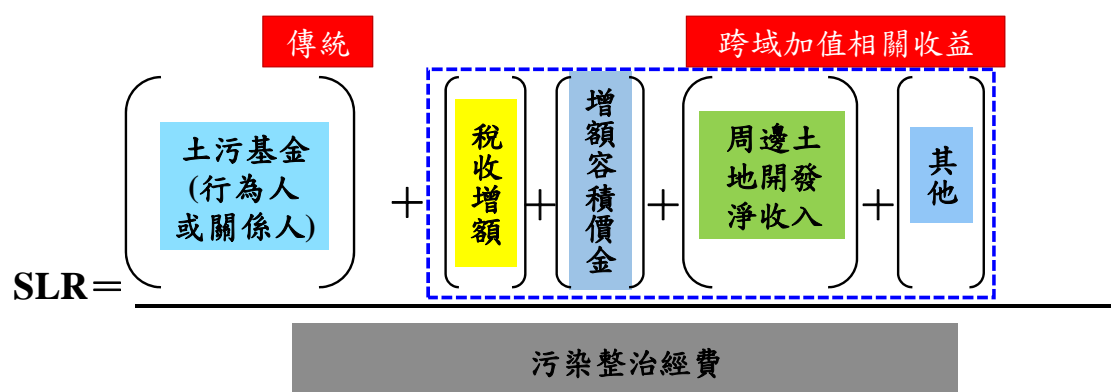 傳統
跨域加值相關收益
SLR＝
土污基金
(行為人
或關係人)
+
稅收增額
+
增額容積價金
+
周邊土
地開發
淨收入
+
其他
污染整治經費